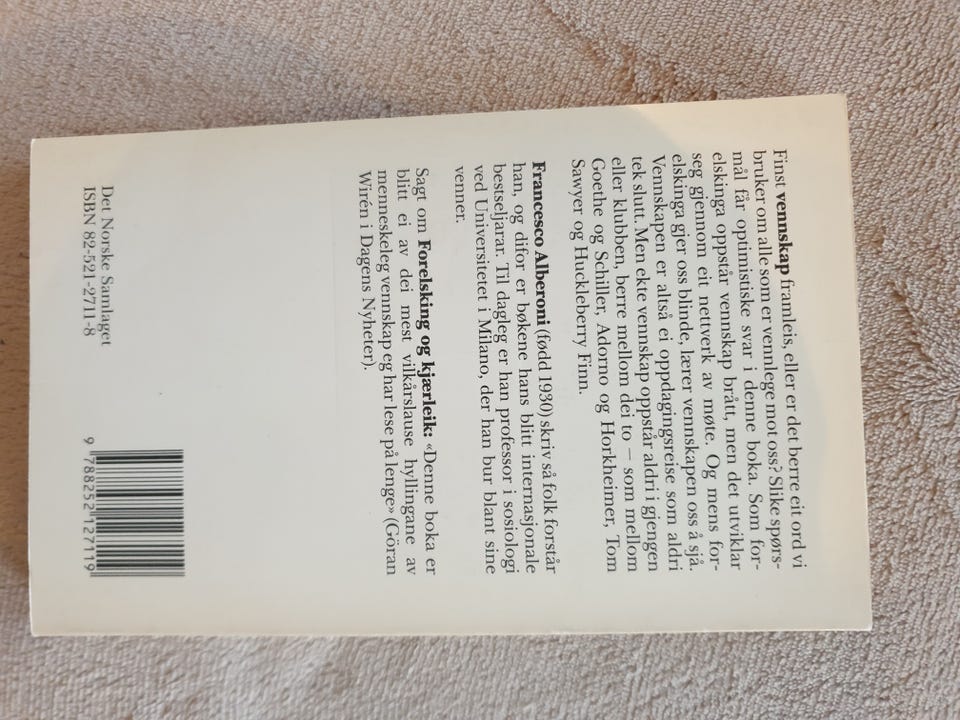 Finst vennskap framleis, eller er det berre eit ord vi
bruker om alle som er vennlege mot oss? Slike spørs-
mål får optimistiske svar i denne boka. Som for-
elskinga oppstår vennskap brått, men det utviklar
seg gjennom eit nettverk av møte. Og mens for-
elskinga gjer oss blinde, lærer vennskapen oss å sjå.
Vennskapen er altså ei oppdagingsreise som aldri
tek slutt. Men ekte vennskap oppstår aldri i gjengen
eller klubben, berre mellom dei to – som mellom
Goethe og Schiller, Adorno og Horkheimer, Tom
Sawyer og Huckleberry Finn.
Francesco Alberoni (fødd 1930) skriv så folk forstår
han, og difor er bøkene hans blitt internasjonale
bestseljarar. Til dagleg er han professor i sosiologi
ved Universitetet i Milano, der han bur blant sine
venner.
Sagt om Forelsking og kjærleik: «Denne boka er
blitt ei av dei mest vilkårslause hyllingane av
menneskeleg vennskap eg har lese på lenge» (Göran
Wirén i Dagens Nyheter).
Det Norske Samlaget
ISBN 82-521-2711-8
9 788252 127119